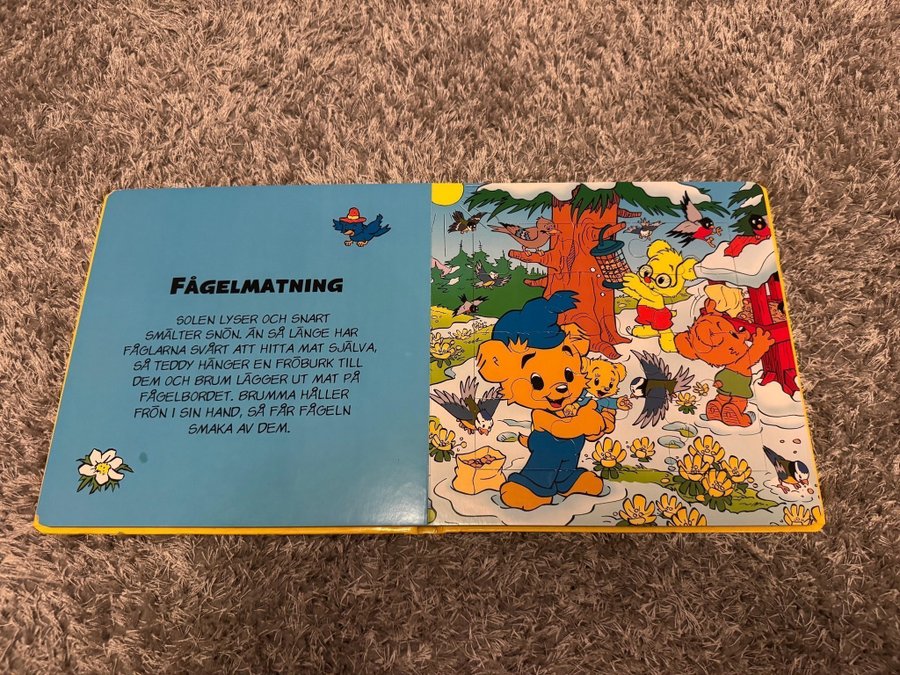 FÅGELMATNING
SOLEN LYSER OCH SNART
SMÄLTER SNÖN. ÄN SÅ LÄNGE HAR
FÅGLARNA SVÅRT ATT HITTA MAT SJÄLVA,
SÅ TEDDY HÄNGER EN FRÖBURK TILL
DEM OCH BRUM LÄGGER UT MAT PÅ
FÅGELBORDET. BRUMMA HÅLLER
FRÖN I SIN HAND, SÅ FÅR FÅGELN
SMAKA AV DEM.